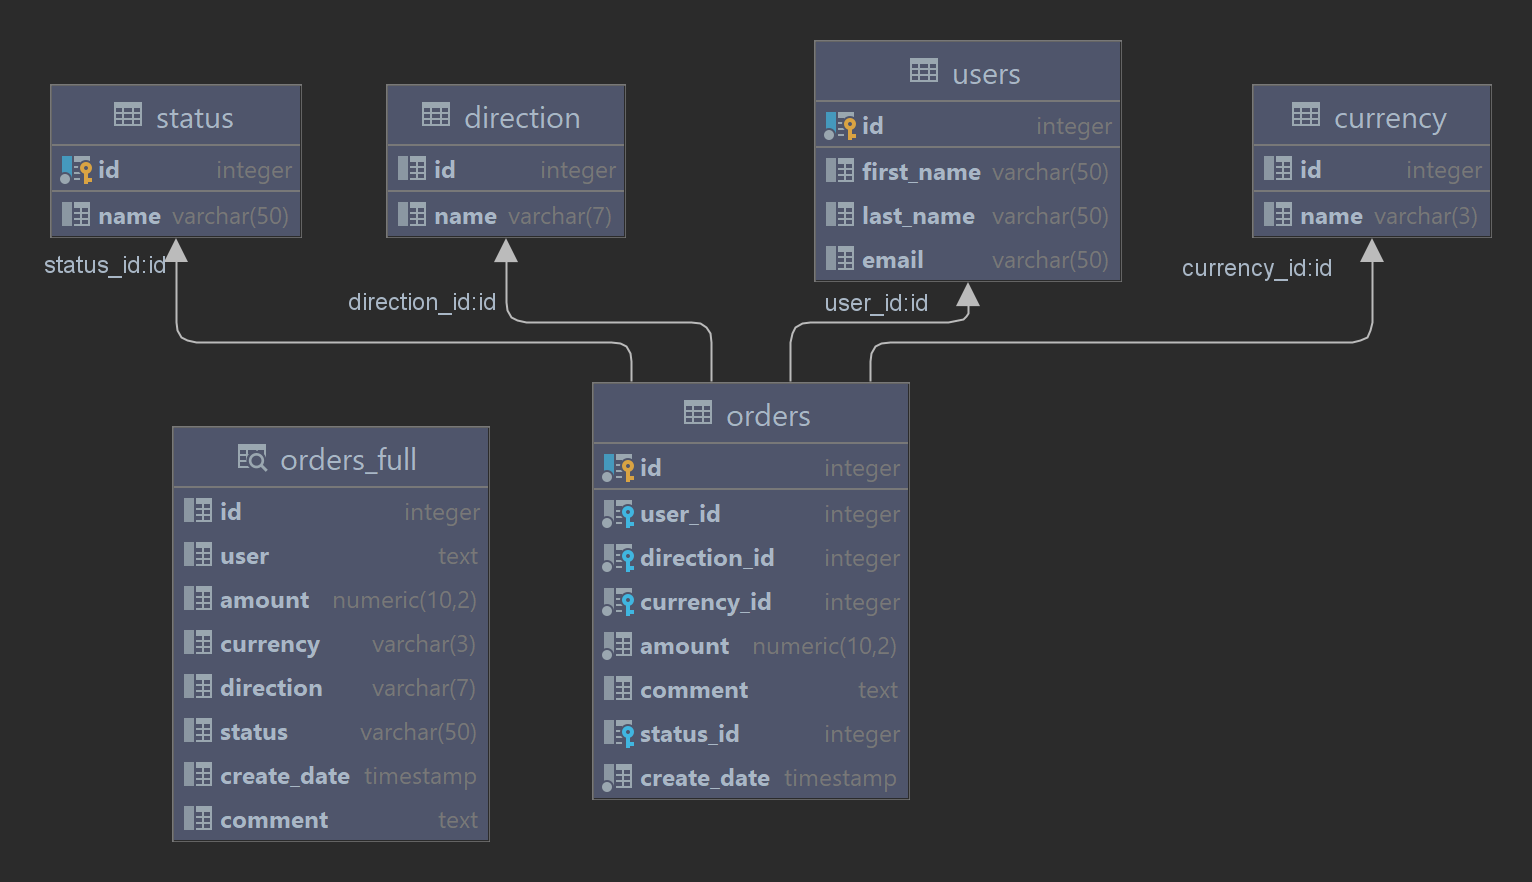 status
id integer
name varchar(50)
direction
id integer
name varchar(7)
users
id integer
first_name varchar(50)
last_name varchar(50)
email varchar(50)
currency
id integer
name varchar(3)
status_id:id
direction_id:id
user_id:id
currency_id:id
orders_full
id integer
user text
amount numeric(10,2)
currency varchar(3)
direction varchar(7)
status varchar(50)
create_date timestamp
comment text
orders
id integer
user_id integer
direction_id integer
currency_id integer
amount numeric(10,2)
comment text
status_id integer
create_date timestamp